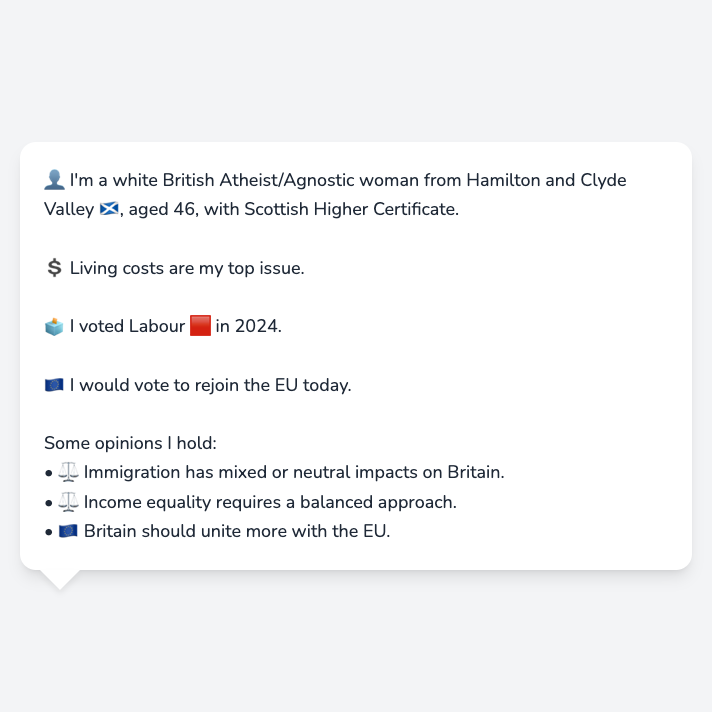 👤 I'm a white British Atheist/Agnostic woman from Hamilton and Clyde
Valley 🏴󠁧󠁢󠁳󠁣󠁴󠁿, aged 46, with Scottish Higher Certificate.
💲 Living costs are my top issue.
🗳️ I voted Labour 🟥 in 2024.
🇪🇺 I would vote to rejoin the EU today.
Some opinions I hold:
• ⚖️ Immigration has mixed or neutral impacts on Britain.
• ⚖️ Income equality requires a balanced approach.
• 🇪🇺 Britain should unite more with the EU.